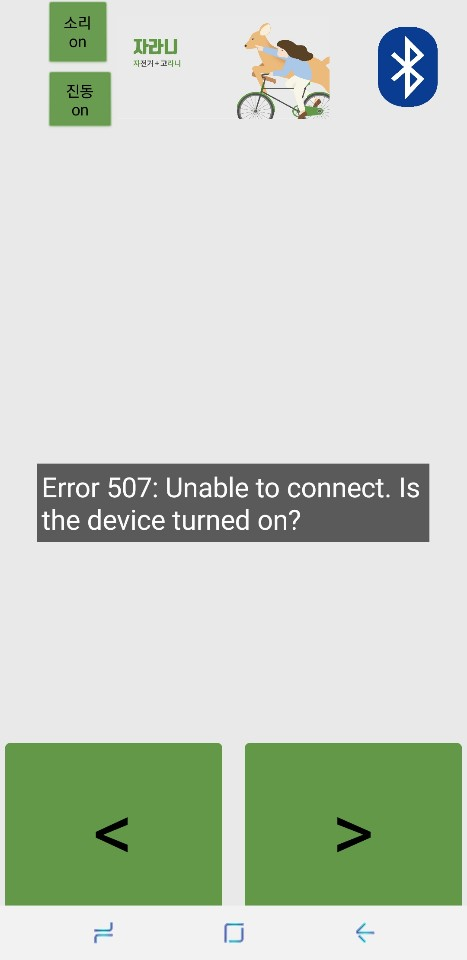 소리
on
진동
on
자라니
자전거+고라니
Error 507: Unable to connect. Is
the device turned on?
<
>